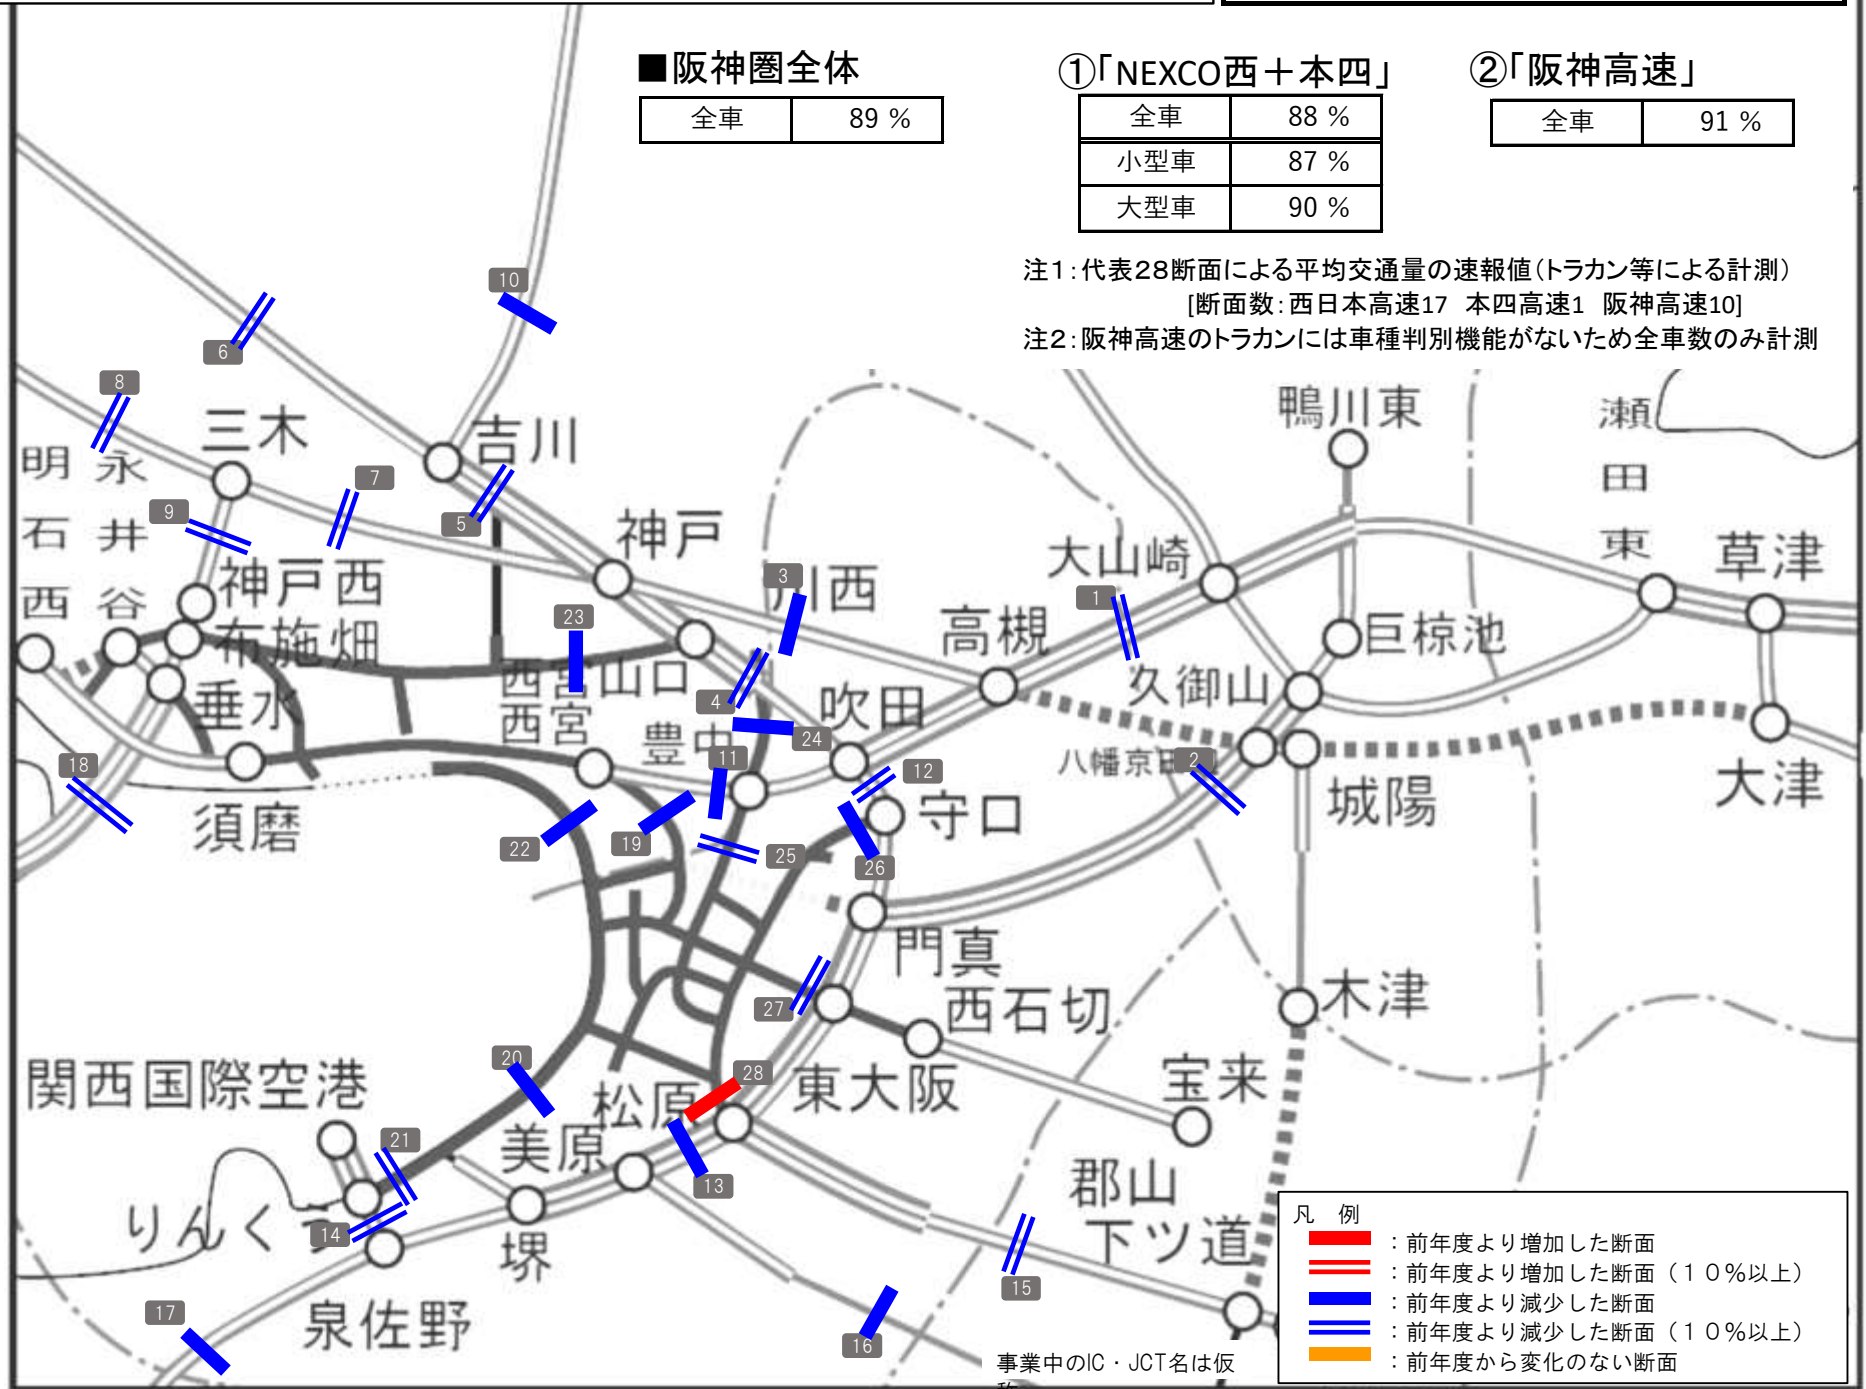 ■阪神圏全体
全車 89 %
①「NEXCO西＋本四」
全車 88 %
小型車 87 %
大型車 90 %
②「阪神高速」
全車 91 %
注1：代表28断面による平均交通量の速報値（トラカン等による計測）
[断面数：西日本高速17 本四高速1 阪神高速10]
注2：阪神高速のトラカンには車種判別機能がないため全車数のみ計測
10
6
8
三木
吉川
鴨川東
瀬田東
明石西
永井谷
7
9
5
神戸
大山崎
草津
神戸西
3
川西
1
高槻
23
布施畑
巨椋池
西宮山口
久御山
垂水
4
吹田
西宮
豊中
24
11
八幡京田
2
18
12
守口
城陽
大津
須磨
22
19
25
26
門真
西石切
木津
27
20
関西国際空港
松原
28
東大阪
宝来
21
美原
13
郡山
下ツ道
りんくう
14
堺
15
17
泉佐野
16
事業中のIC・JCT名は仮
凡 例
：前年度より増加した断面
：前年度より増加した断面（１０％以上）
：前年度より減少した断面
：前年度より減少した断面（１０％以上）
：前年度から変化のない断面